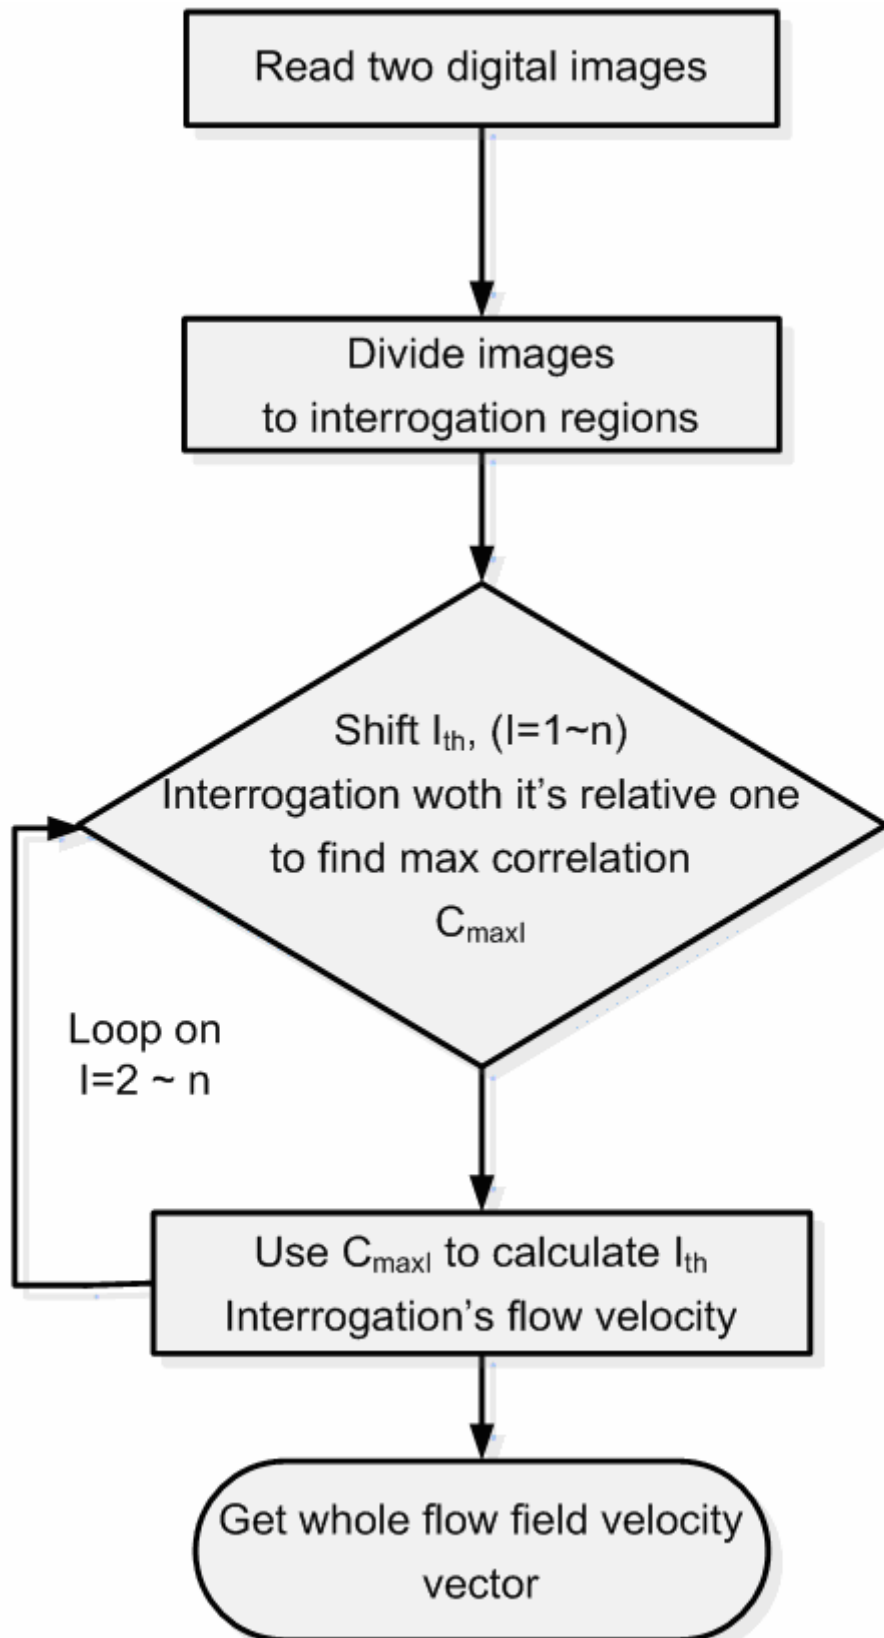 Read two digital images
Divide images
to interrogation regions
Shift Ith, (I=1~n)
Interrogation woth it's relative one
to find max correlation
CmaxI
Loop on
I=2 ~ n
Use CmaxI to calculate Ith
Interrogation's flow velocity
Get whole flow field velocity
vector